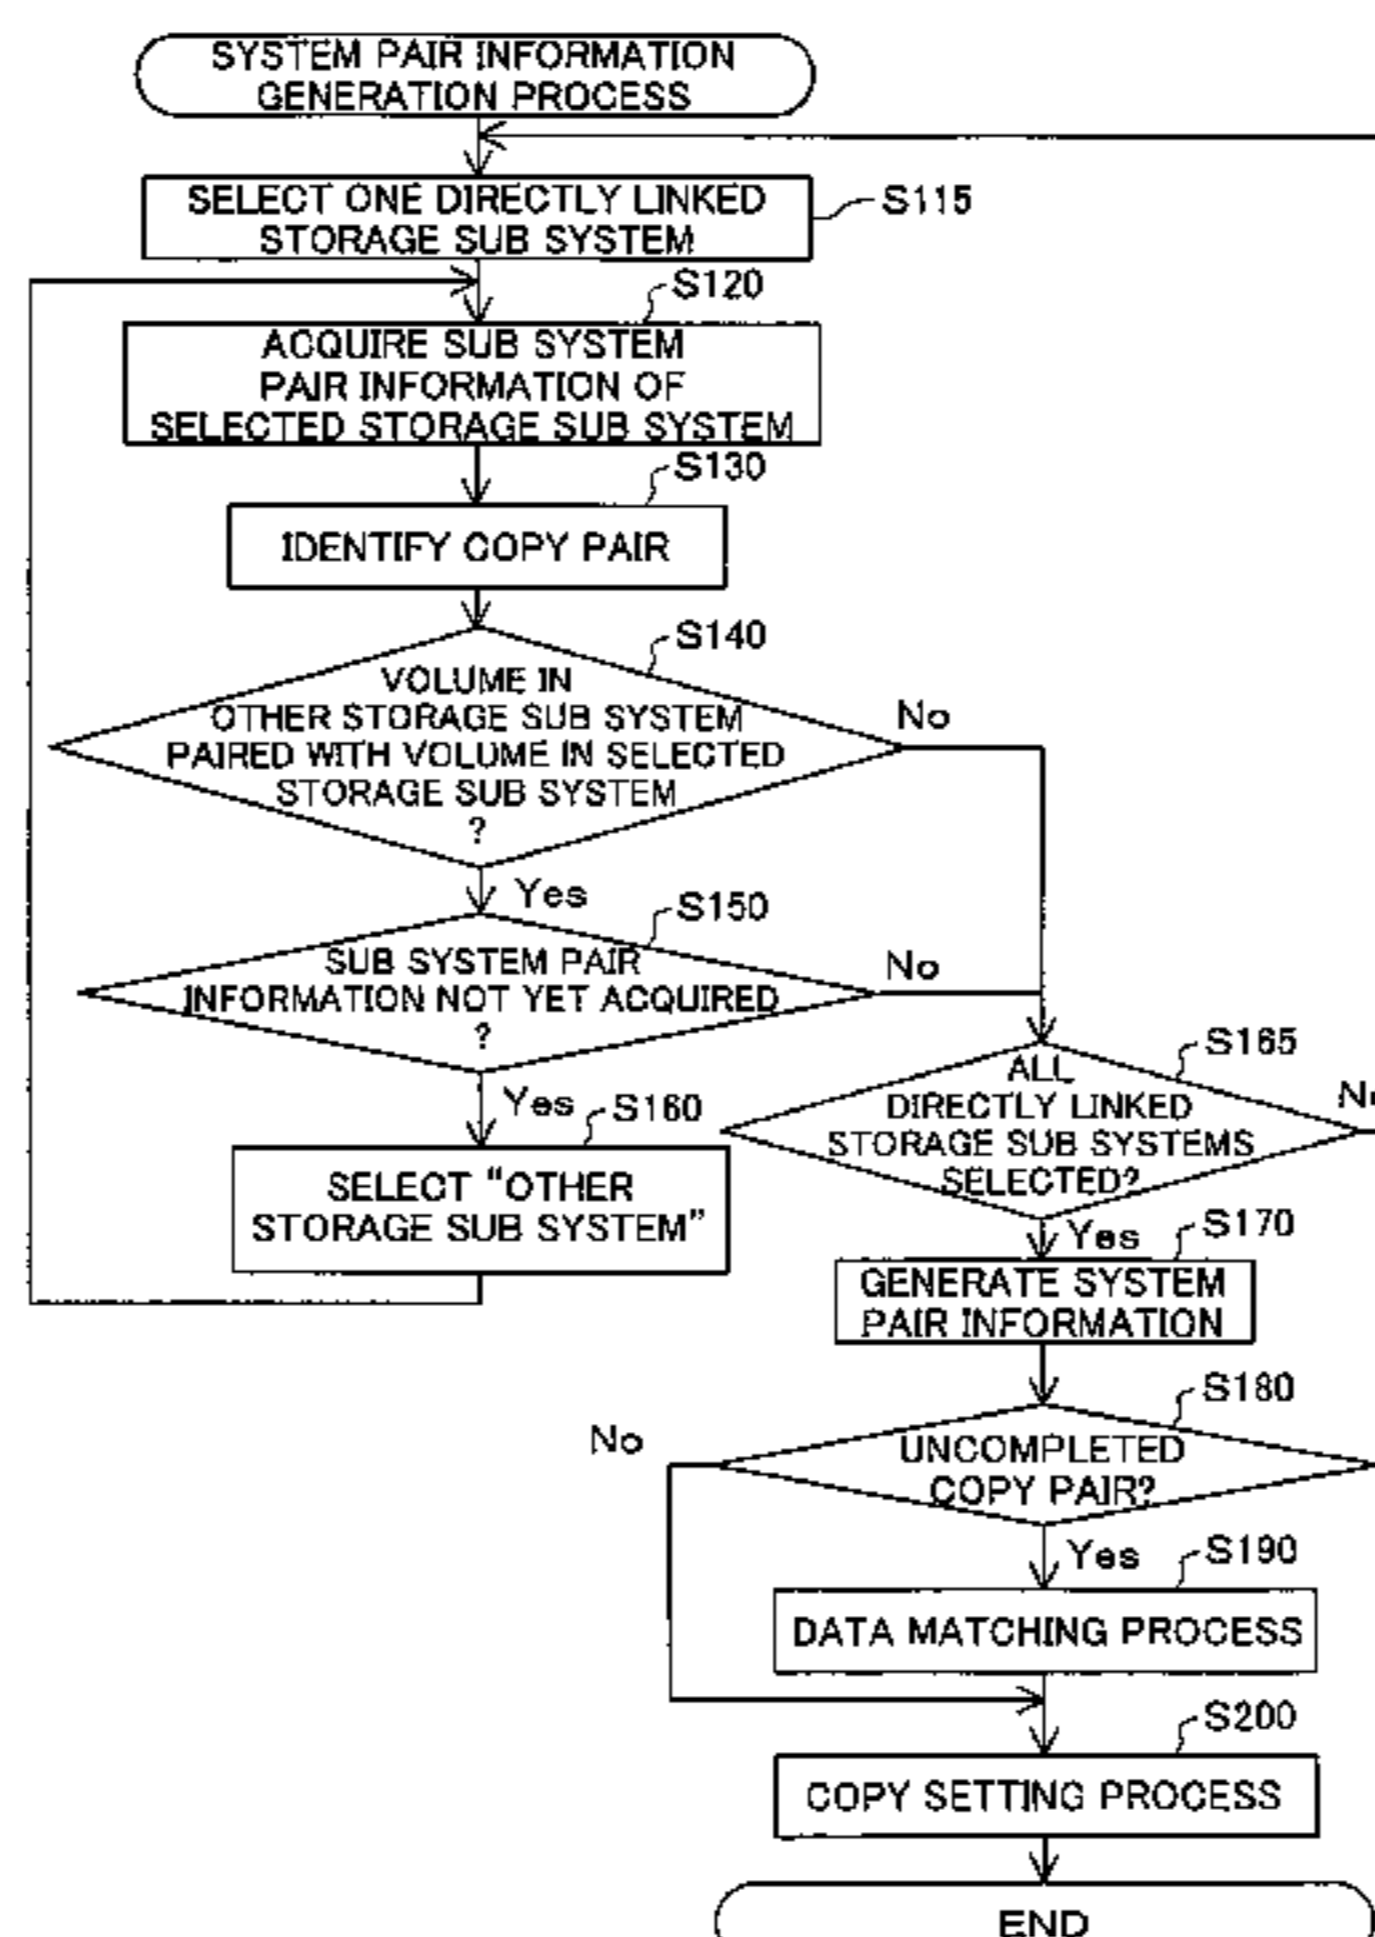 SYSTEM PAIR INFORMATION
GENERATION PROCESS
SELECT ONE DIRECTLY LINKED
STORAGE SUB SYSTEM
S115
S120
ACQUIRE SUB SYSTEM
PAIR INFORMATION OF
SELECTED STORAGE SUB SYSTEM
S130
IDENTIFY COPY PAIR
S140
VOLUME IN
OTHER STORAGE SUB SYSTEM
PAIRED WITH VOLUME IN SELECTED
STORAGE SUB SYSTEM
?
No
Yes
S150
SUB SYSTEM PAIR
INFORMATION NOT YET ACQUIRED
?
No
Yes
S160
SELECT "OTHER
STORAGE SUB SYSTEM"
S165
ALL
DIRECTLY LINKED
STORAGE SUB SYSTEMS
SELECTED?
No
Yes
S170
GENERATE SYSTEM
PAIR INFORMATION
S180
UNCOMPLETED
COPY PAIR?
No
Yes
S190
DATA MATCHING PROCESS
S200
COPY SETTING PROCESS
END